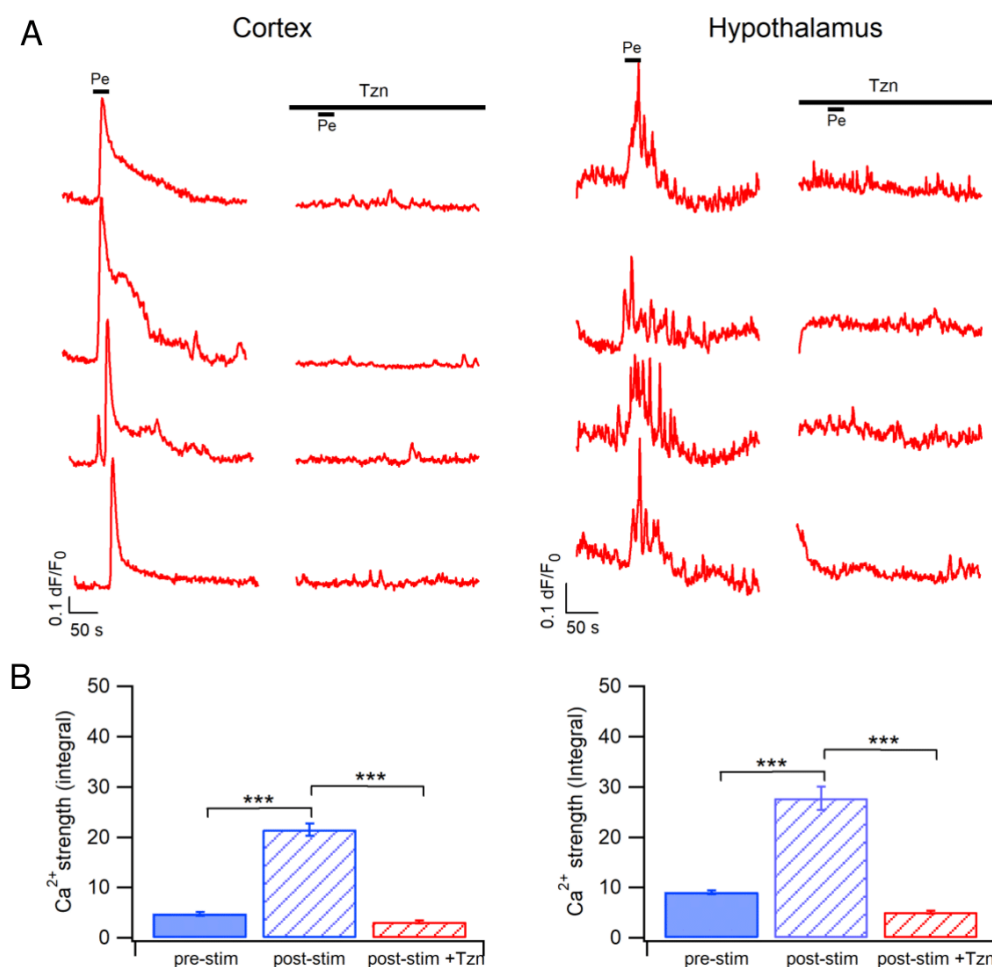 A
Cortex
Hypothalamus
Pe
Tzn
Pe
Pe
Tzn
Pe
0.1 dF/F0
50 s
0.1 dF/F0
50 s
B
Ca2+ strength (integral)
50
40
30
20
10
0
***
***
pre-stim
post-stim
post-stim +Tzn
Ca2+ strength (Integral)
50
40
30
20
10
0
***
***
pre-stim
post-stim
post-stim +Tzn